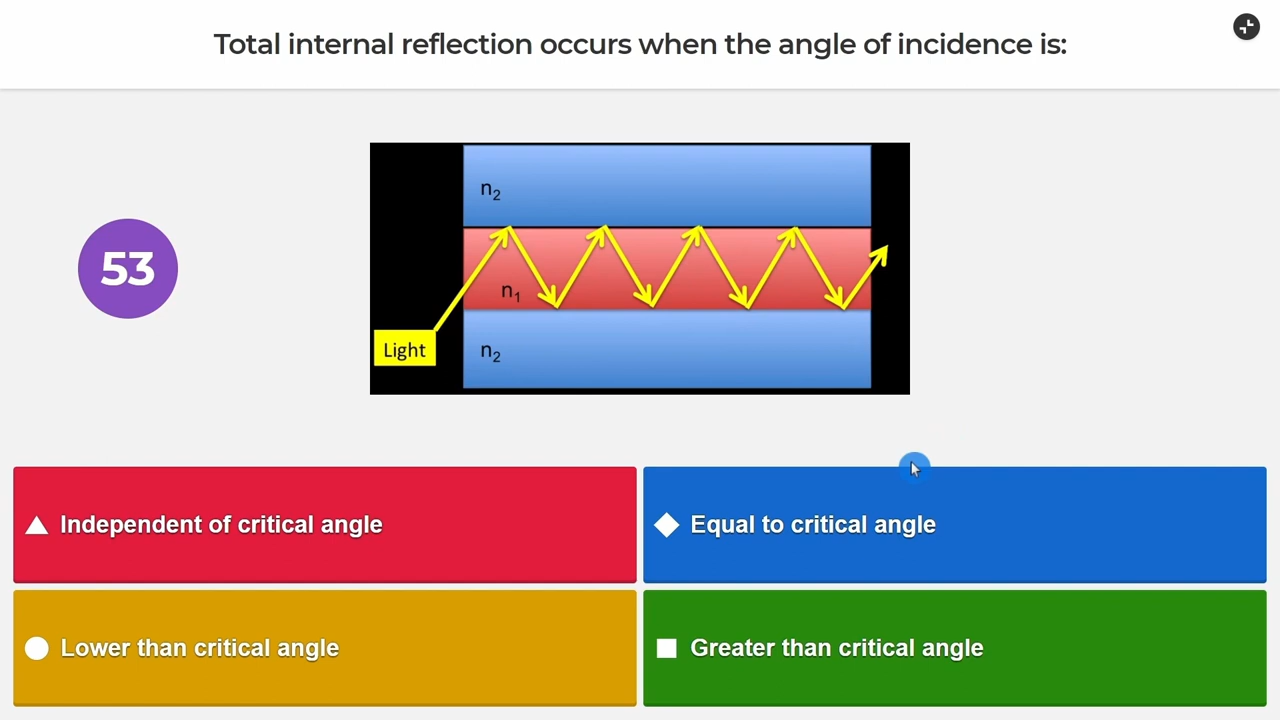 Total internal reflection occurs when the angle of incidence is:
53
n₂
n₁
Light
n₂
Independent of critical angle
Equal to critical angle
Lower than critical angle
Greater than critical angle